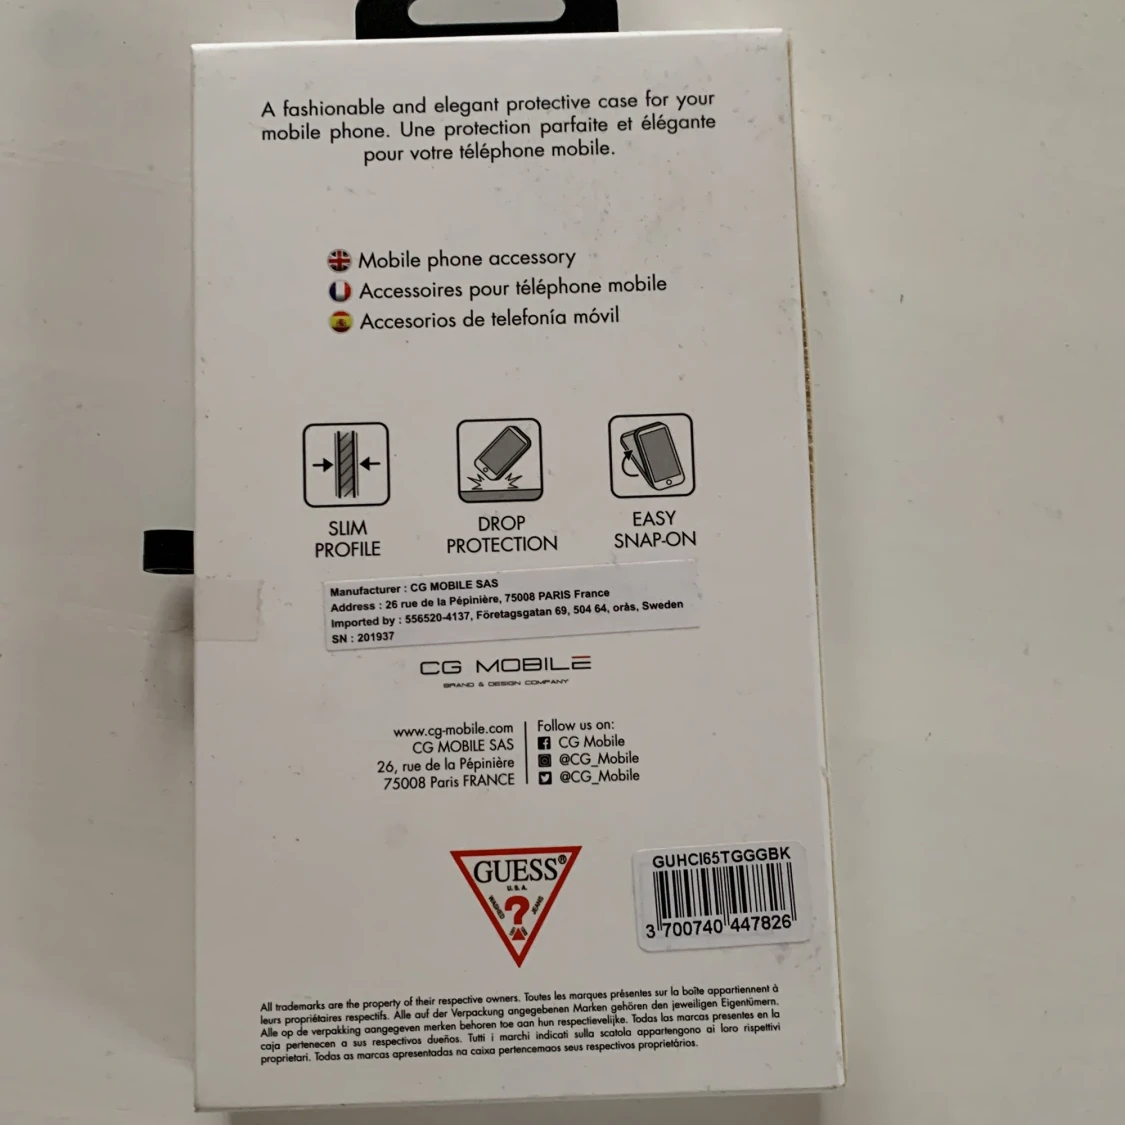 A fashionable and elegant protective case for your
mobile phone. Une protection parfaite et élégante
pour votre téléphone mobile.
Mobile phone accessory
Accessoires pour téléphone mobile
Accesorios de telefonía móvil
SLIM
PROFILE
DROP
PROTECTION
EASY
SNAP-ON
Manufacturer : CG MOBILE SAS
Address : 26 rue de la Pépinière, 75008 PARIS France
Imported by : 556520-4137, Företagsgatan 69, 504 64, orås, Sweden
SN : 201937
CG MOBILE
BRAND & DESIGN COMPANY
www.cg-mobile.com
CG MOBILE SAS
26, rue de la Pépinière
75008 Paris FRANCE
Follow us on:
CG Mobile
@CG_Mobile
@CG_Mobile
GUESS®
U.S.A.
WASHED ? JEANS
GUHCI65TGGGBK
3 700740 447826
All trademarks are the property of their respective owners. Toutes les marques présentes sur la boîte appartiennent à
leurs propriétaires respectifs. Alle auf der Verpackung angegebenen Marken gehören den jeweiligen Eigentümern.
Alle op de verpakking aangegeven merken behoren toe aan hun respectievelijke. Todas las marcas presentes en la
caja pertenecen a sus respectivos dueños. Tutti i marchi indicati sulla scatola appartengono ai loro rispettivi
proprietari. Todas as marcas apresentadas na caixa pertencemaos seus respectivos proprietários.